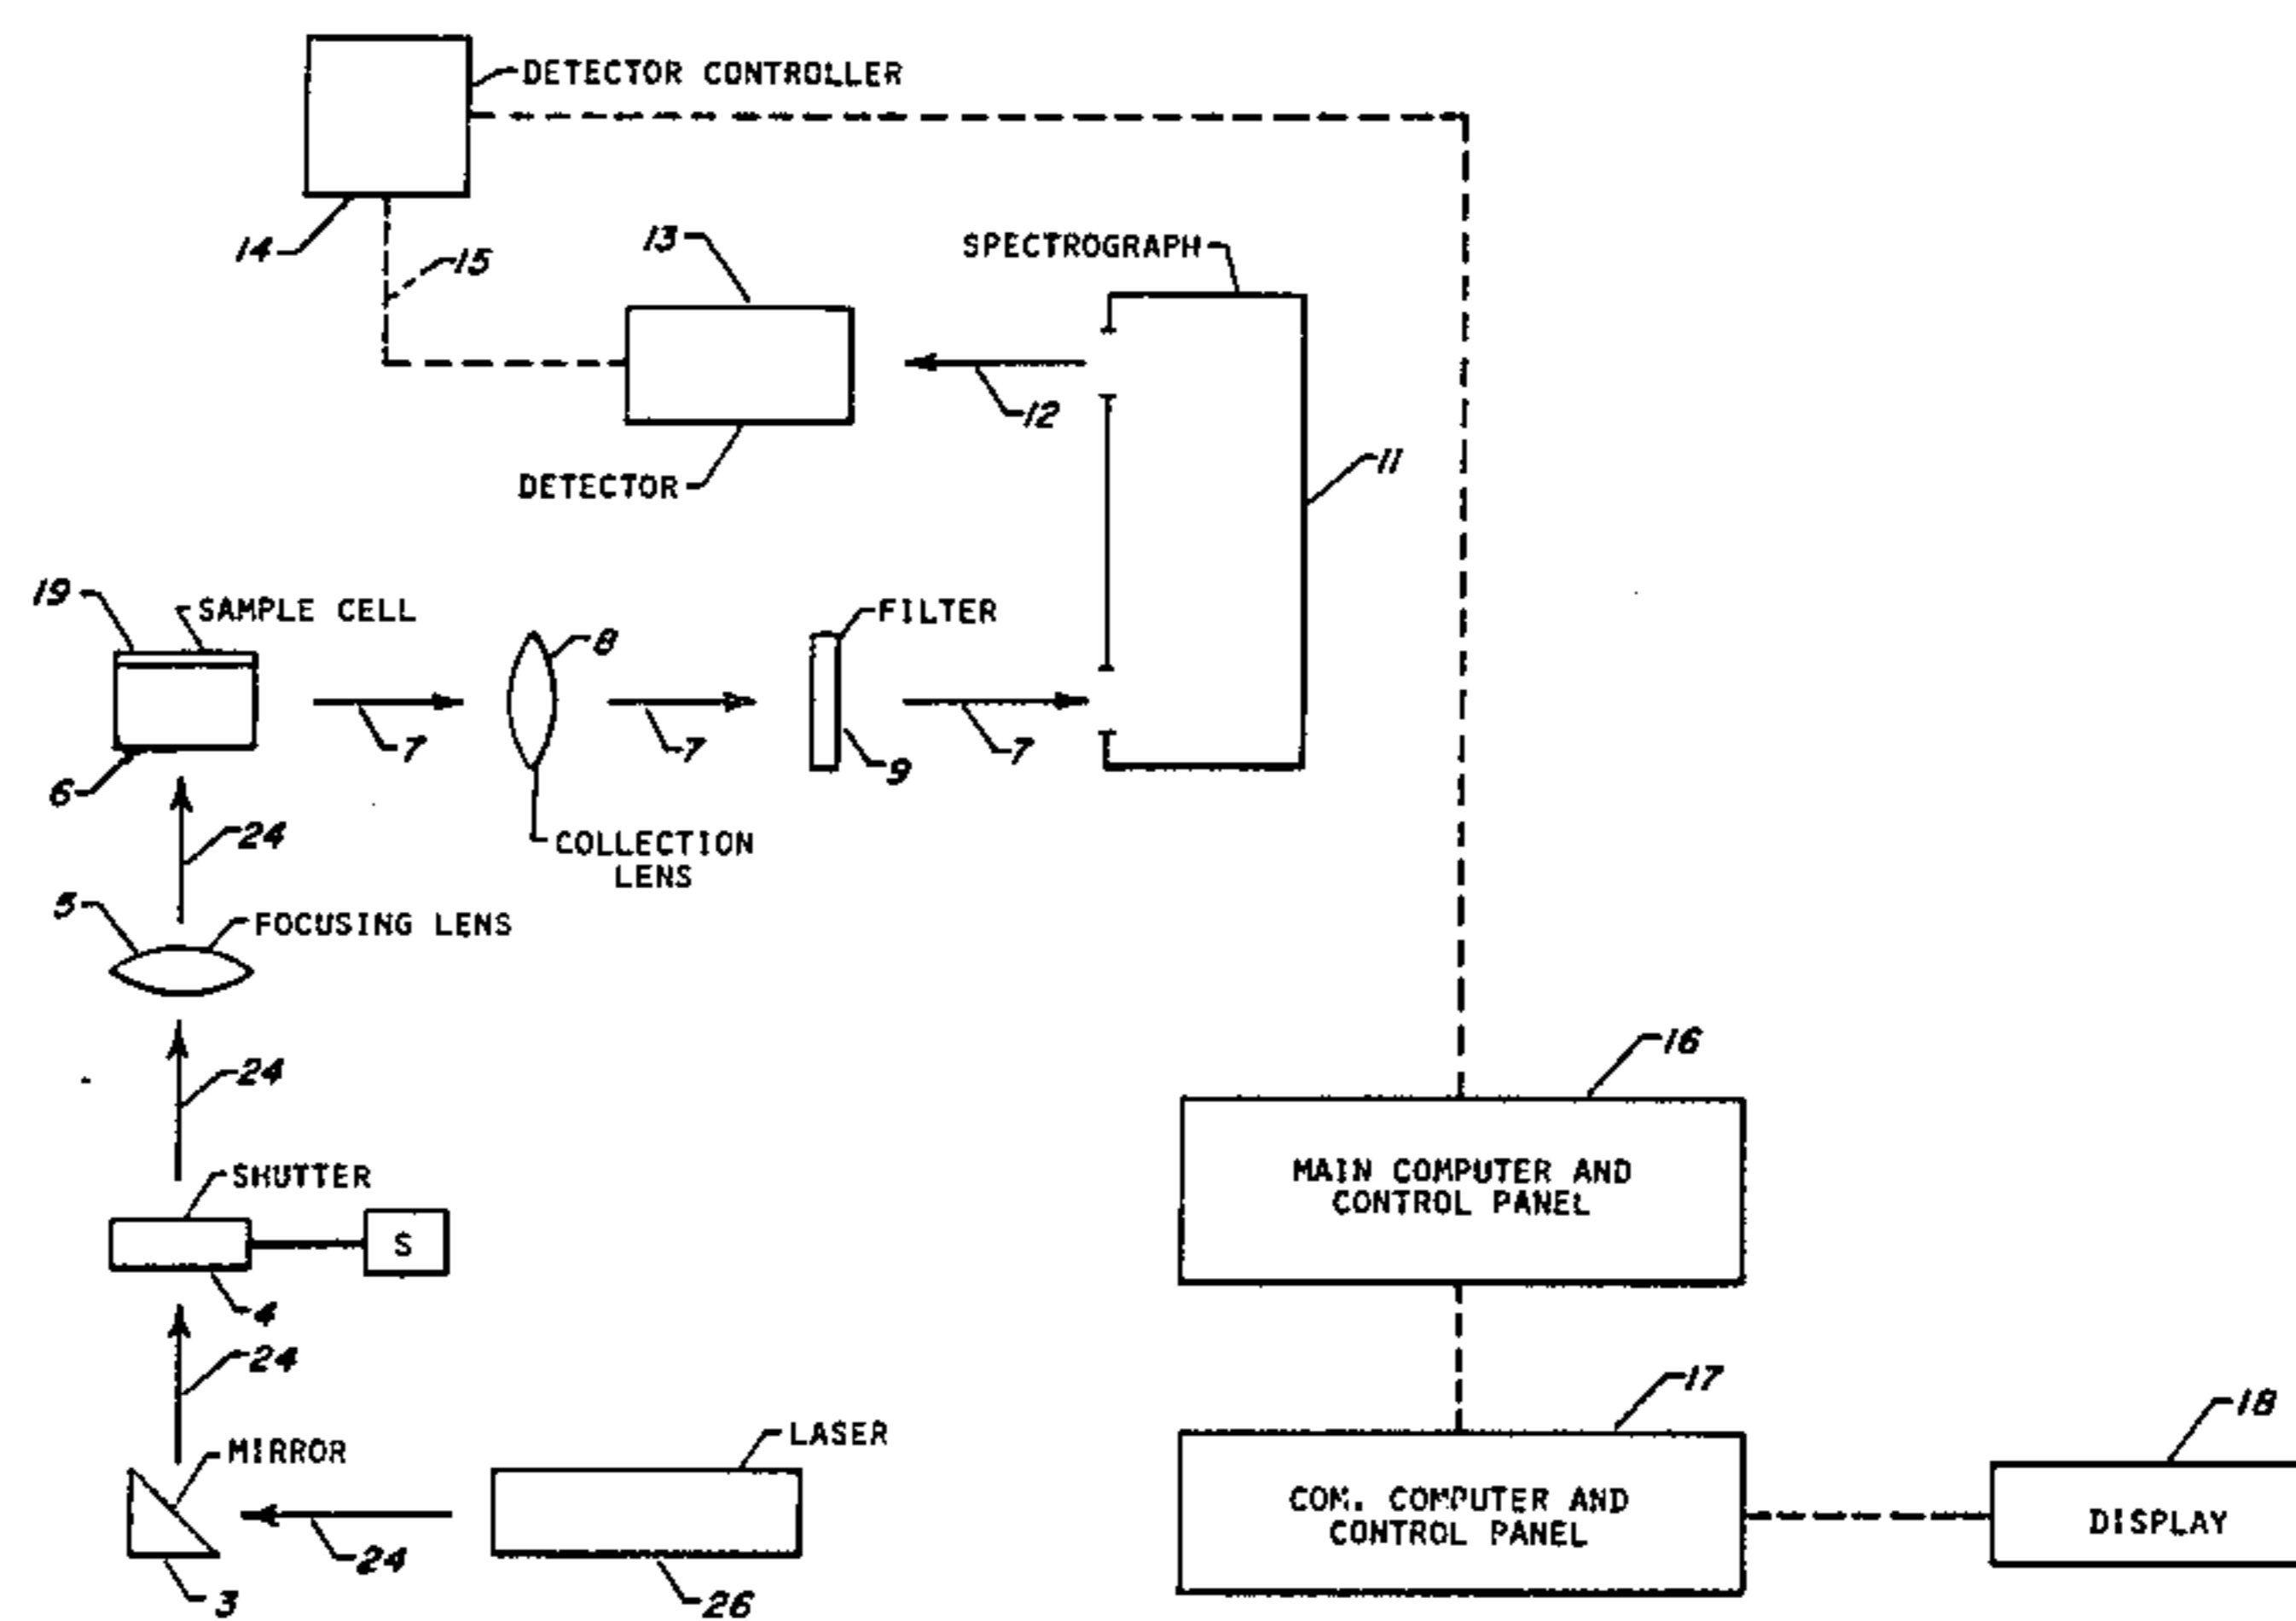 DETECTOR CONTROLLER
14
15
13
SPECTROGRAPH
12
DETECTOR
11
19
SAMPLE CELL
8
FILTER
7
7
7
9
6
24
COLLECTION
LENS
5
FOCUSING LENS
24
16
SHUTTER
S
MAIN COMPUTER AND
CONTROL PANEL
4
24
17
18
MIRROR
LASER
COM. COMPUTER AND
CONTROL PANEL
DISPLAY
24
3
26